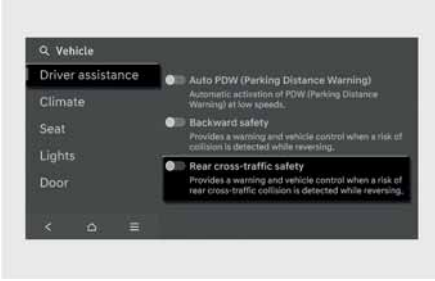 Vehicle
Driver assistance
Climate
Seat
Lights
Door
Auto PDW (Parking Distance Warning)
Automatic activation of PDW (Parking Distance
Warning) at low speeds.
Backward safety
Provides a warning and vehicle control when a risk of
collision is detected while reversing.
Rear cross-traffic safety
Provides a warning and vehicle control when a risk of
rear cross-traffic collision is detected while reversing.